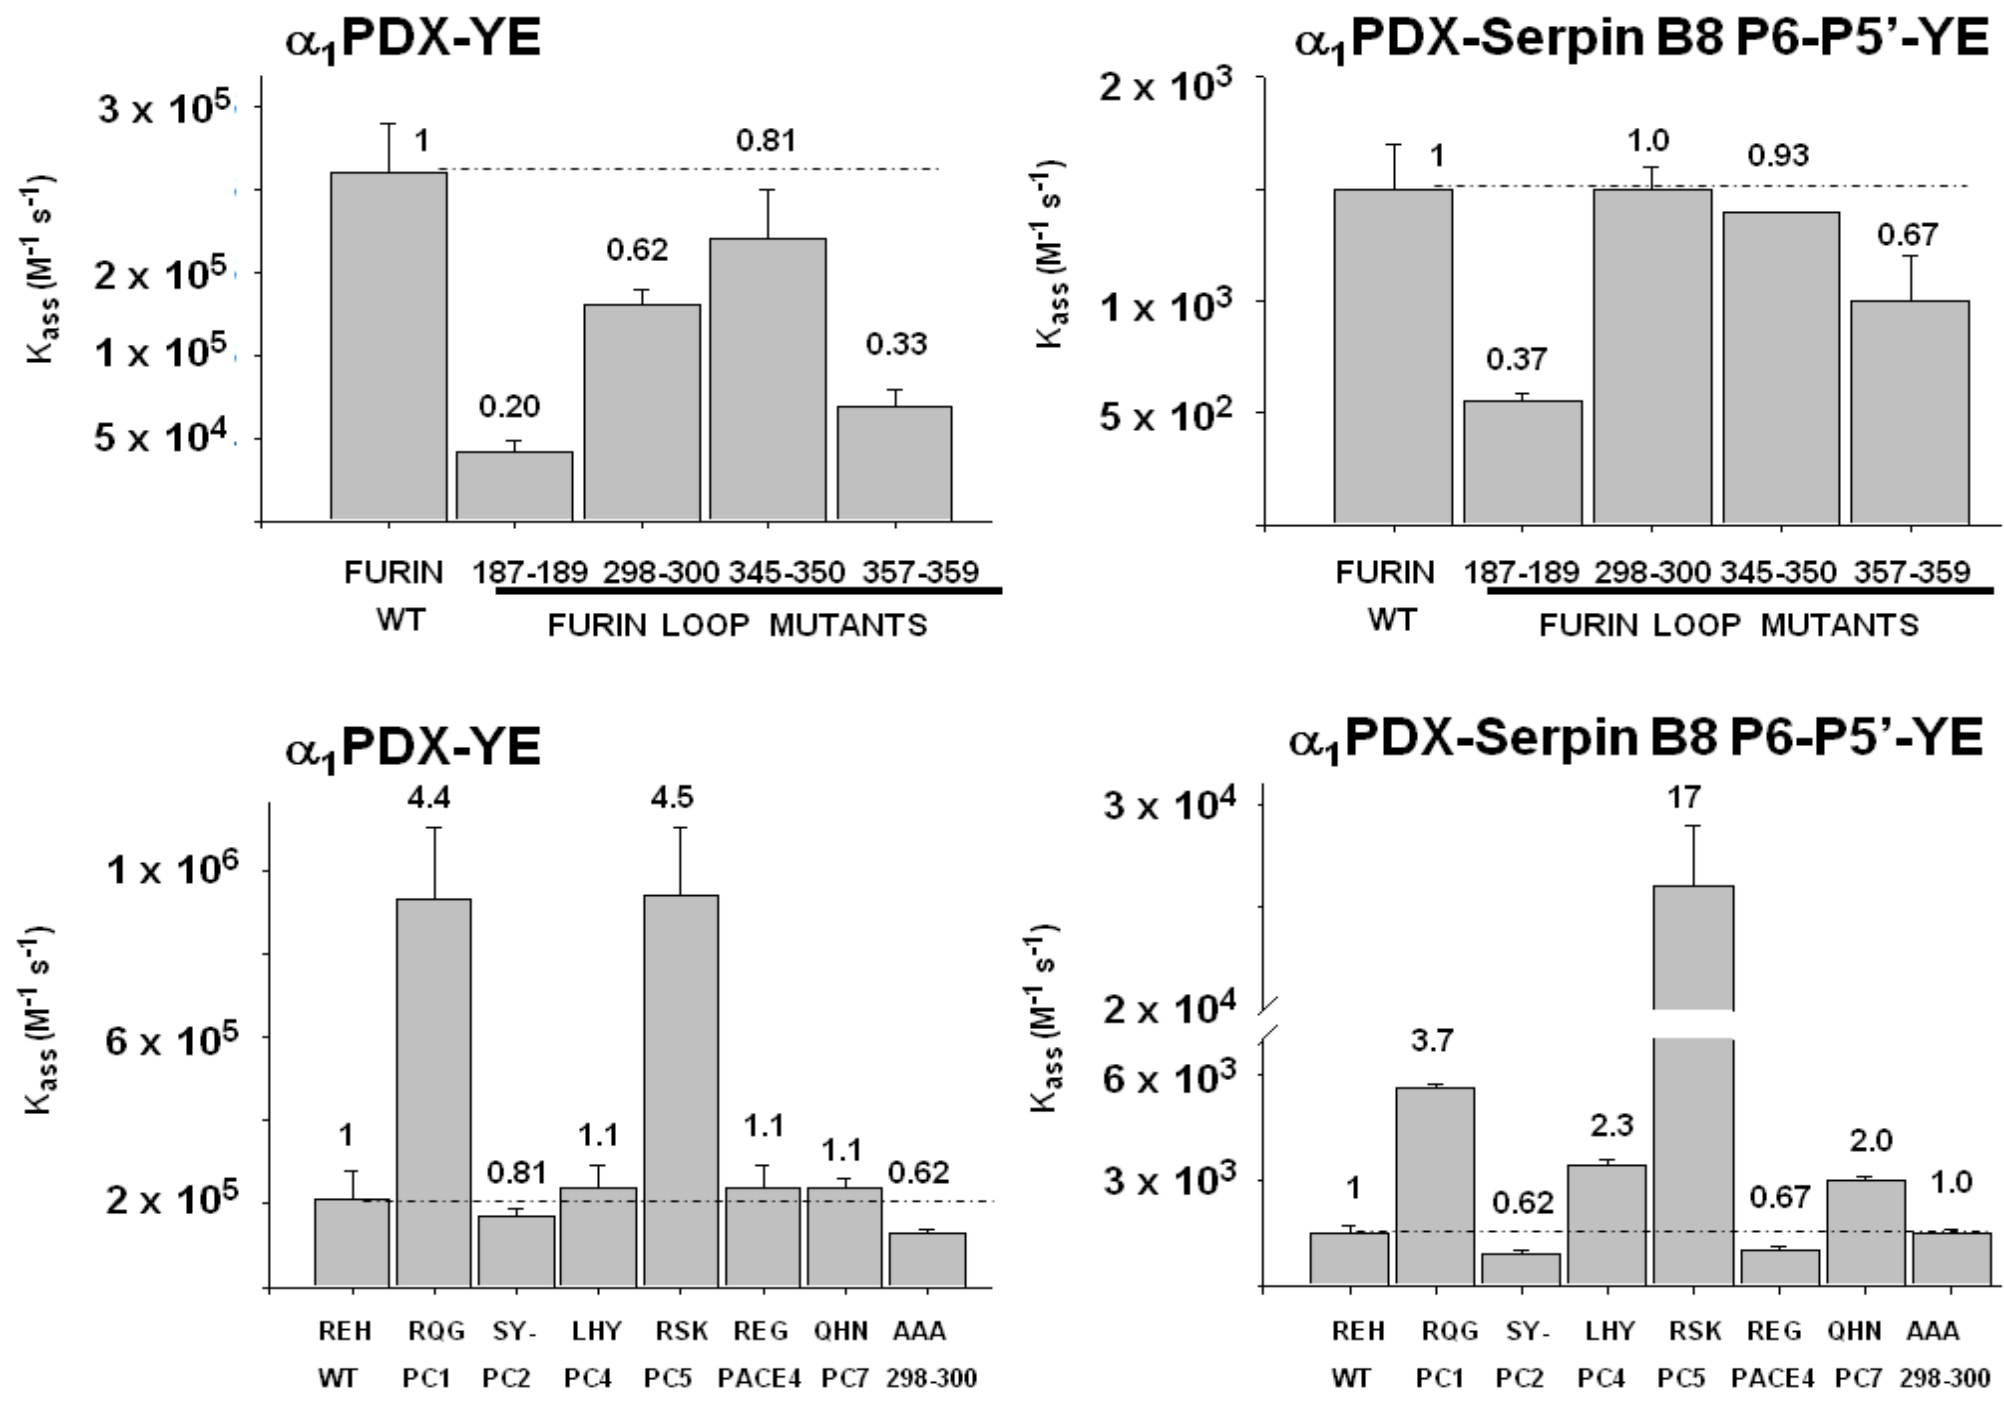 α1PDX-YE
3 x 10^5
2 x 10^5
1 x 10^5
5 x 10^4
Kass (M-1 s-1)
1
0.20
0.62
0.81
0.33
FURIN 187-189 298-300 345-350 357-359
WT FURIN LOOP MUTANTS
α1PDX-Serpin B8 P6-P5’-YE
2 x 10^3
1 x 10^3
5 x 10^2
Kass (M-1 s-1)
1
0.37
1.0
0.93
0.67
FURIN 187-189 298-300 345-350 357-359
WT FURIN LOOP MUTANTS
α1PDX-YE
1 x 10^6
6 x 10^5
2 x 10^5
Kass (M-1 s-1)
1
4.4
0.81
1.1
4.5
1.1
1.1
0.62
REH RQG SY- LHY RSK REG QHN AAA
WT PC1 PC2 PC4 PC5 PACE4 PC7 298-300
α1PDX-Serpin B8 P6-P5’-YE
3 x 10^4
2 x 10^4
6 x 10^3
3 x 10^3
Kass (M-1 s-1)
1
3.7
0.62
2.3
17
0.67
2.0
1.0
REH RQG SY- LHY RSK REG QHN AAA
WT PC1 PC2 PC4 PC5 PACE4 PC7 298-300